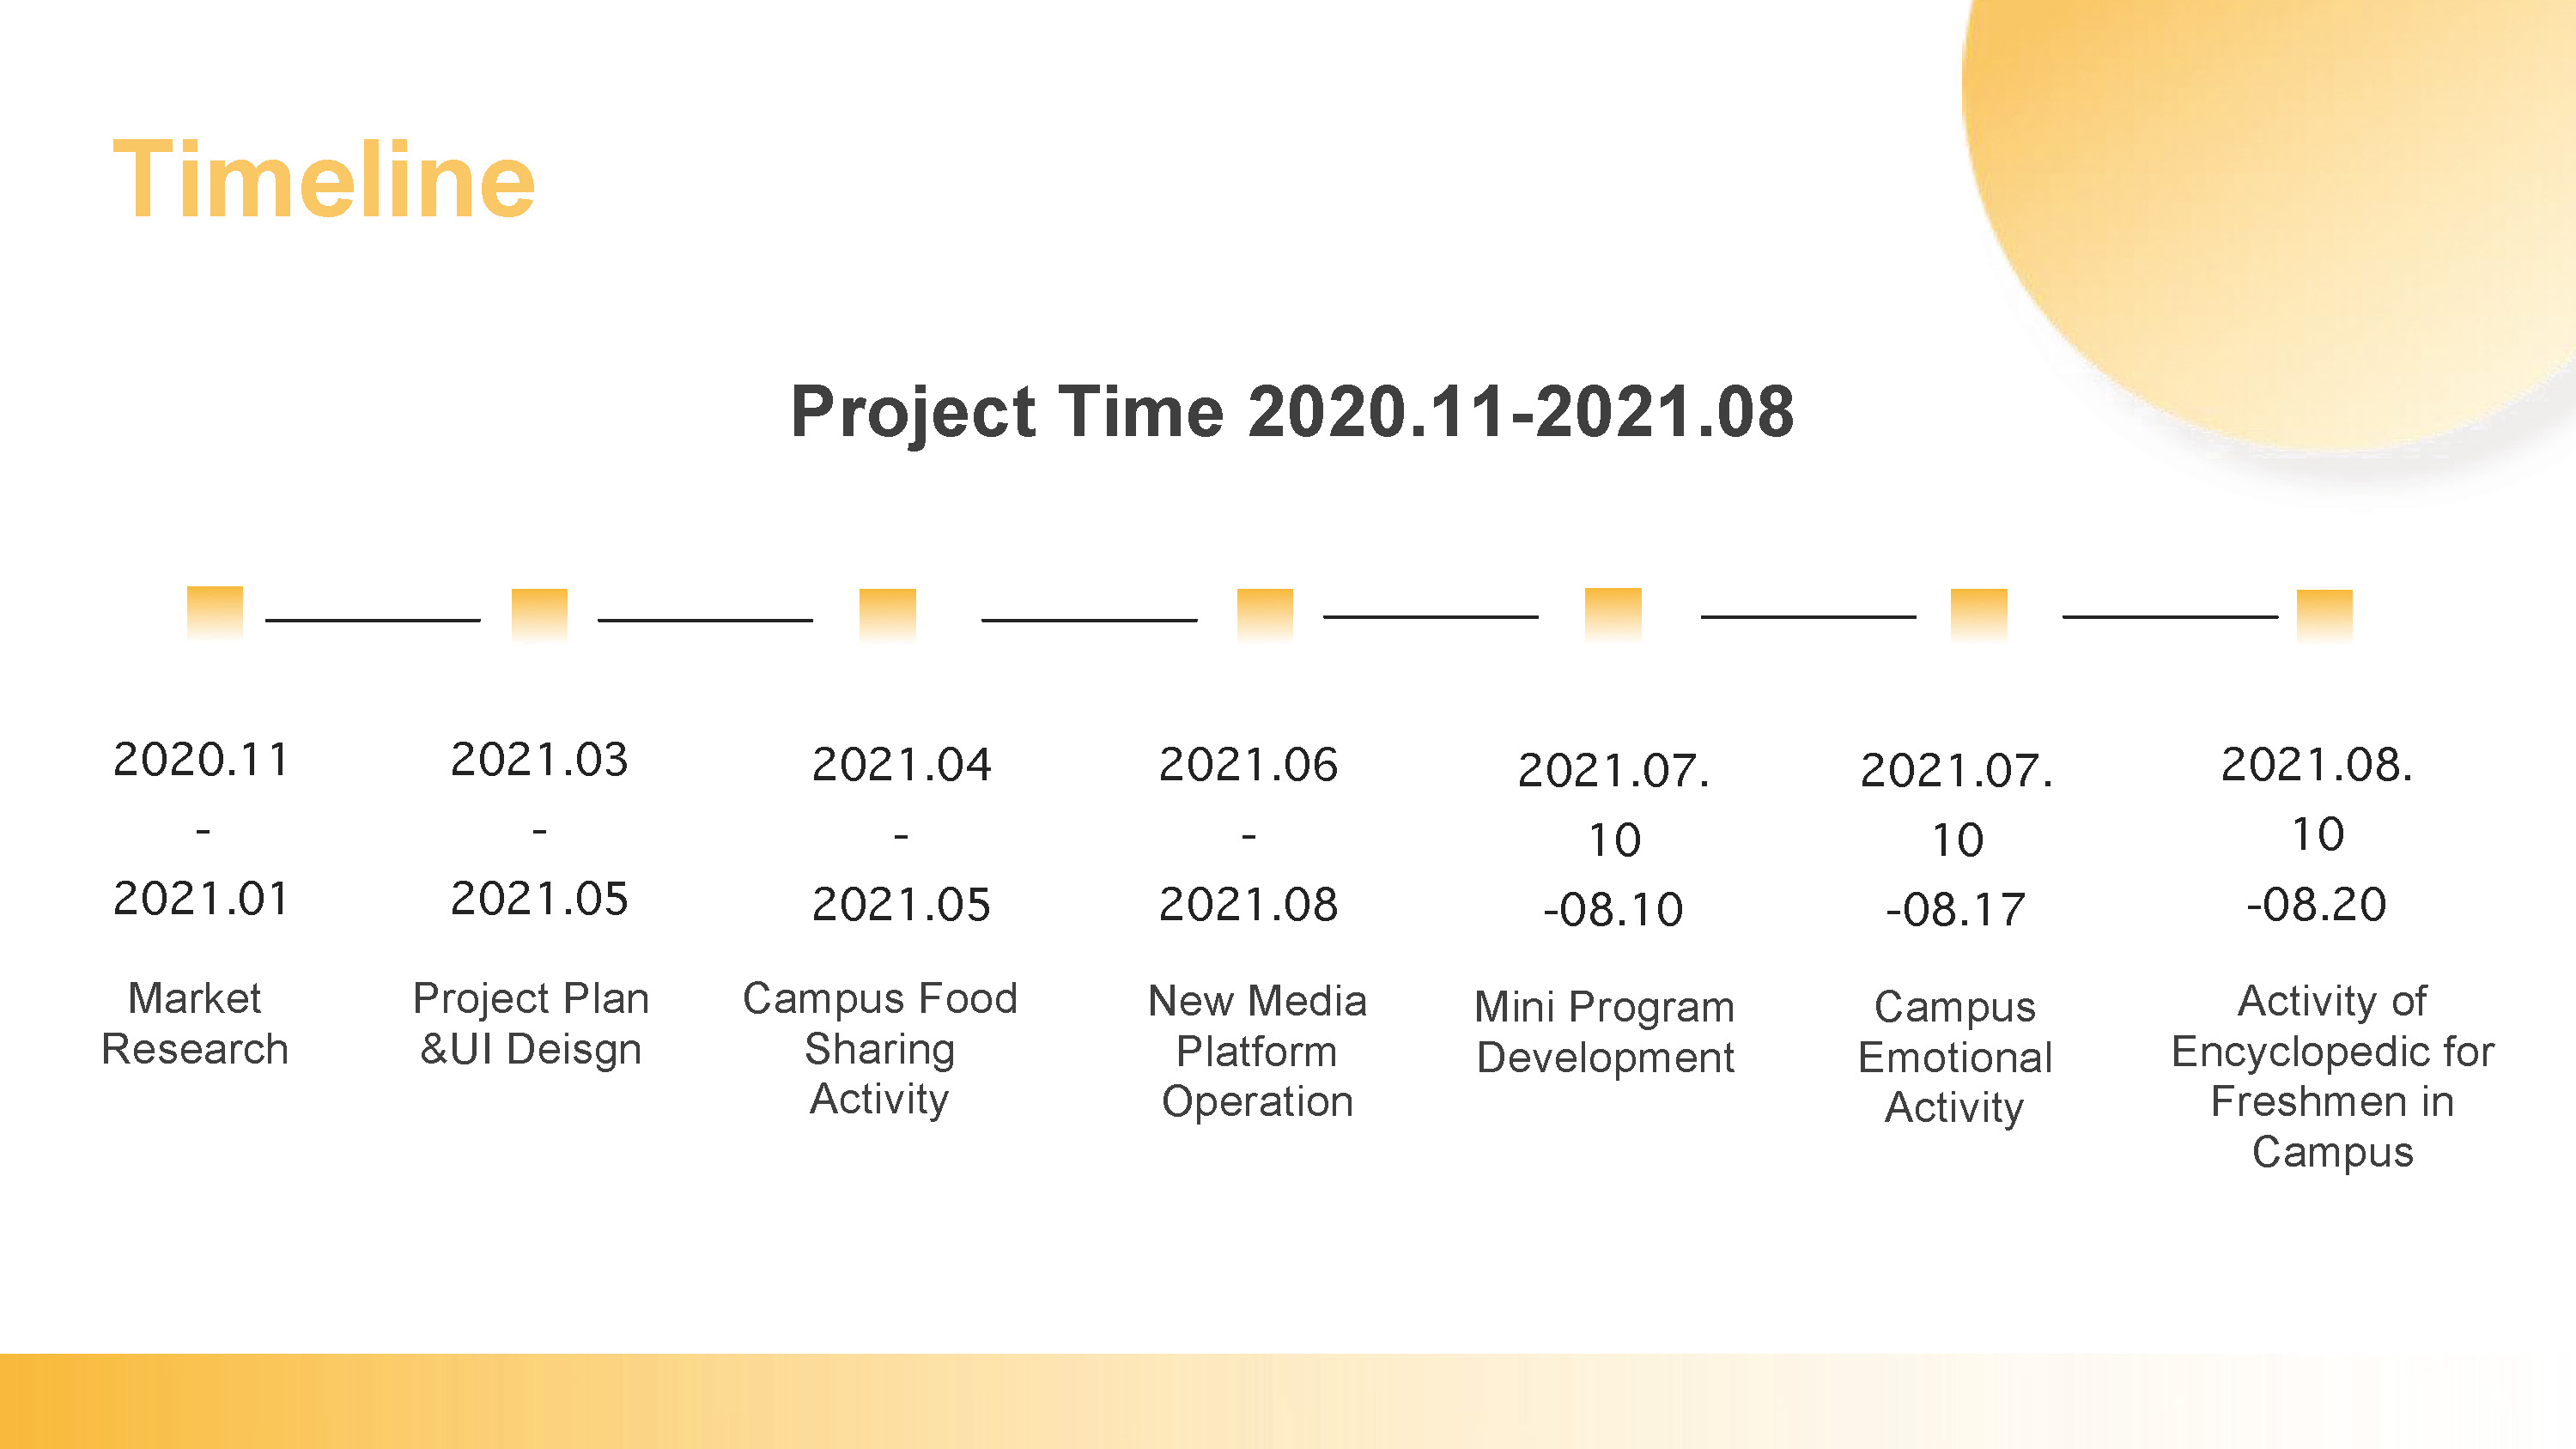 Timeline
Project Time 2020.11-2021.08
2020.11
-
2021.01
Market
Research
2021.03
-
2021.05
Project Plan
&UI Deisgn
2021.04
-
2021.05
Campus Food
Sharing
Activity
2021.06
-
2021.08
New Media
Platform
Operation
2021.07.
10
-08.10
Mini Program
Development
2021.07.
10
-08.17
Campus
Emotional
Activity
2021.08.
10
-08.20
Activity of
Encyclopedic for
Freshmen in
Campus